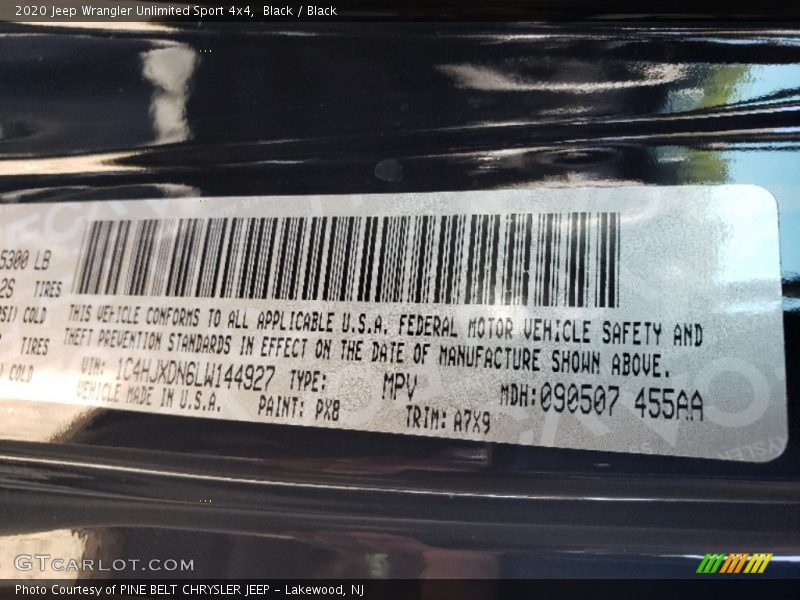 2020 Jeep Wrangler Unlimited Sport 4x4, Black / Black
5300 LB
TIRES
COLD
TIRES
COLD
THIS VEHICLE CONFORMS TO ALL APPLICABLE U.S.A. FEDERAL MOTOR VEHICLE SAFETY AND
THEFT PREVENTION STANDARDS IN EFFECT ON THE DATE OF MANUFACTURE SHOWN ABOVE.
VIN: 1C4HJXDN6LW144927 TYPE: MPV MDH:090507 455AA
VEHICLE MADE IN U.S.A. PAINT: PX8 TRIM: A7X9
GTCARLOT.COM
Photo Courtesy of PINE BELT CHRYSLER JEEP - Lakewood, NJ